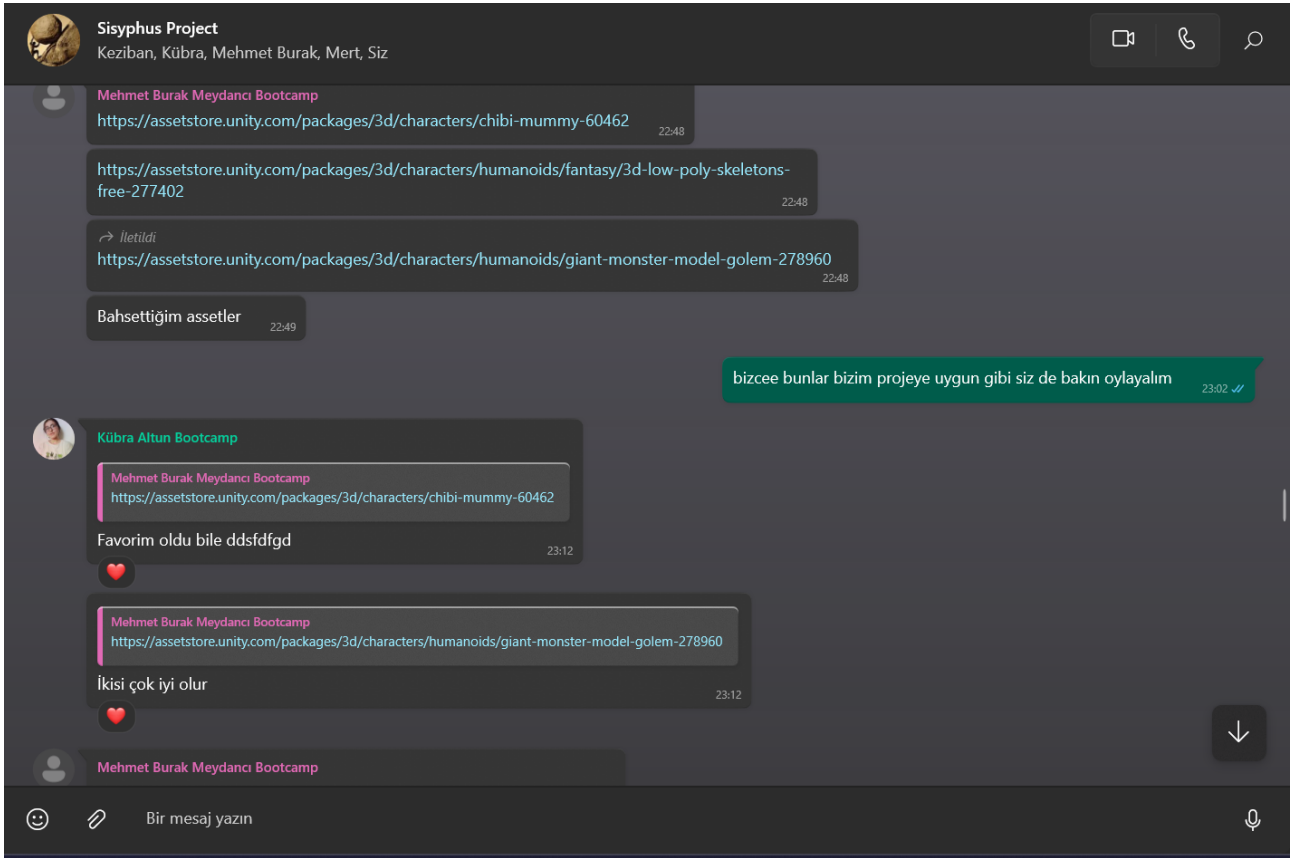 Sisyphus Project
Keziban, Kübra, Mehmet Burak, Mert, Siz
Mehmet Burak Meydancı Bootcamp
https://assetstore.unity.com/packages/3d/characters/chibi-mummy-60462
22:48
https://assetstore.unity.com/packages/3d/characters/humanoids/fantasy/3d-low-poly-skeletons-
free-277402
22:48
İletildi
https://assetstore.unity.com/packages/3d/characters/humanoids/giant-monster-model-golem-278960
22:48
Bahsettiğim assetler
22:49
bizcee bunlar bizim projeye uygun gibi siz de bakın oylayalım
23:02
Kübra Altun Bootcamp
Mehmet Burak Meydancı Bootcamp
https://assetstore.unity.com/packages/3d/characters/chibi-mummy-60462
Favorim oldu bile ddsfdfgd
23:12
Mehmet Burak Meydancı Bootcamp
https://assetstore.unity.com/packages/3d/characters/humanoids/giant-monster-model-golem-278960
İkisi çok iyi olur
23:12
Mehmet Burak Meydancı Bootcamp
Bir mesaj yazın